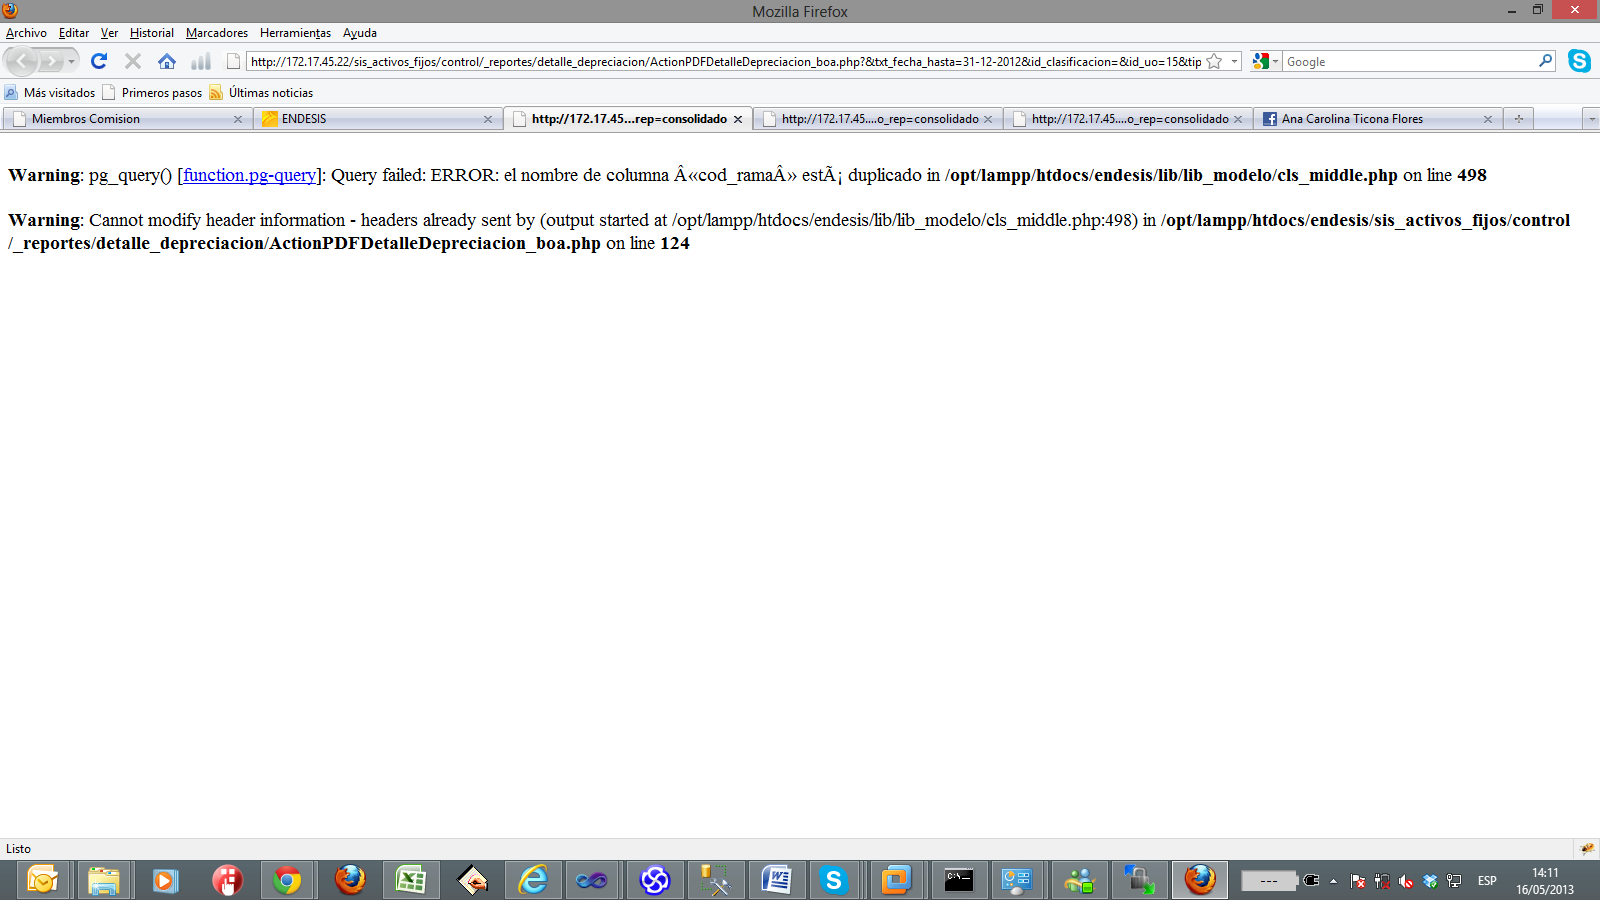 Mozilla Firefox
Archivo Editar Ver Historial Marcadores Herramientas Ayuda
http://172.17.45.22/sis_activos_fijos/control/_reportes/detalle_depreciacion/ActionPDFDetalleDepreciacion_boa.php?&txt_fecha_hasta=31-12-2012&id_clasificacion=&id_uo=15&tip
Google
Más visitados Primeros pasos Últimas noticias
Miembros Comision ENDESIS http://172.17.45...rep=consolidado http://172.17.45....o_rep=consolidado http://172.17.45....o_rep=consolidado Ana Carolina Ticona Flores
Warning: pg_query() [function.pg-query]: Query failed: ERROR: el nombre de columna Â«cod_ramaÂ» estÃ¡ duplicado in /opt/lampp/htdocs/endesis/lib/lib_modelo/cls_middle.php on line 498
Warning: Cannot modify header information - headers already sent by (output started at /opt/lampp/htdocs/endesis/lib/lib_modelo/cls_middle.php:498) in /opt/lampp/htdocs/endesis/sis_activos_fijos/control
/_reportes/detalle_depreciacion/ActionPDFDetalleDepreciacion_boa.php on line 124
Listo
---
ESP
14:11
16/05/2013